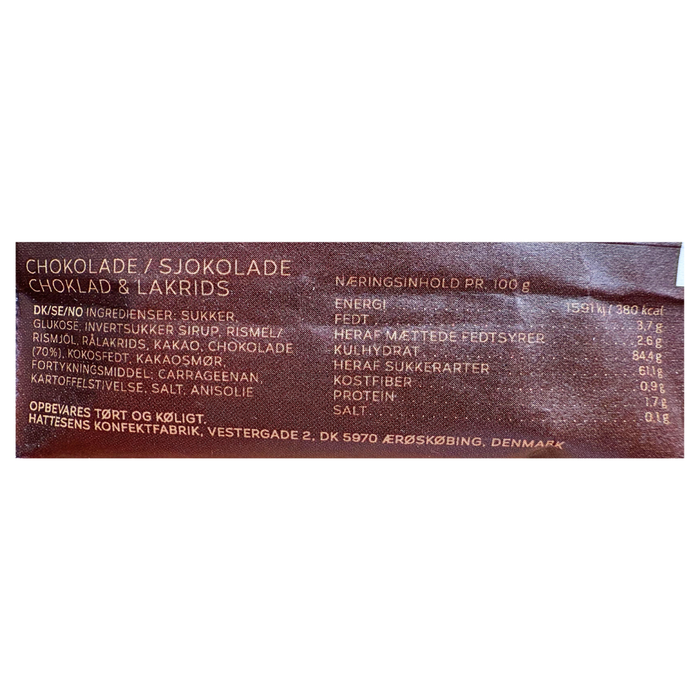 CHOKOLADE / SJOKOLADE
CHOKLAD & LAKRIDS
DK/SE/NO INGREDIENSER: SUKKER,
GLUKOSE, INVERTSUKKER SIRUP, RISMEL/
RISMJÖL, RÅLAKRIDS, KAKAO, CHOKOLADE
(70%), KOKOSFEDT, KAKAOSMØR,
FORTYKNINGSMIDDEL: CARRAGEENAN,
KARTOFFELSTIVELSE, SALT, ANISOLIE
OPBEVARES TØRT OG KØLIGT.
HATTESENS KONFEKTFABRIK, VESTERGADE 2, DK 5970 ÆRØSKØBING, DENMARK
NÆRINGSINHOLD PR. 100 g
ENERGI 1591 kj / 380 kcal
FEDT 3,7 g
HERAF MÆTTEDE FEDTSYRER 2,6 g
KULHYDRAT 84,4 g
HERAF SUKKERARTER 61,1 g
KOSTFIBER 0,9 g
PROTEIN 1,7 g
SALT 0,1 g